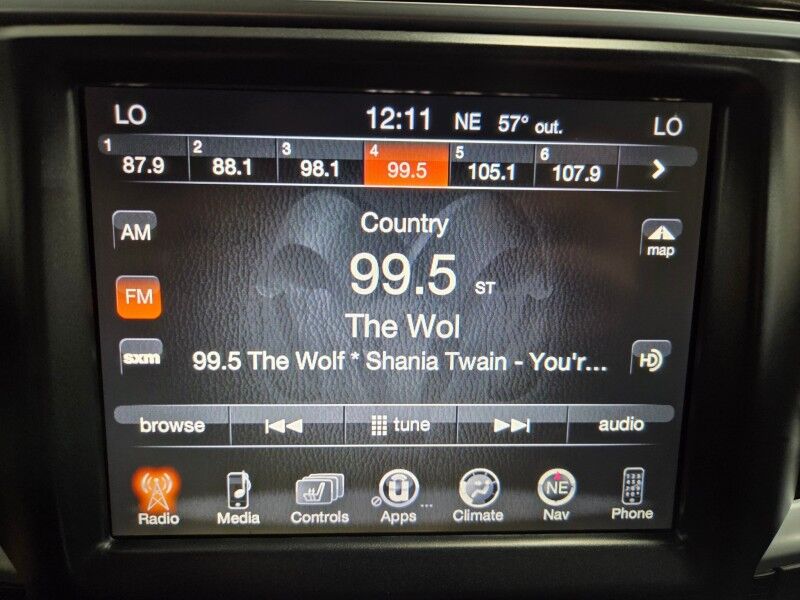 LO 12:11 NE 57° out. LO
1 87.9 2 88.1 3 98.1 4 99.5 5 105.1 6 107.9
Country
AM
map
99.5 ST
FM
The Wol
sxm
99.5 The Wolf * Shania Twain - You'r...
HD
browse tune audio
NE
Radio Media Controls Apps ... Climate Nav Phone